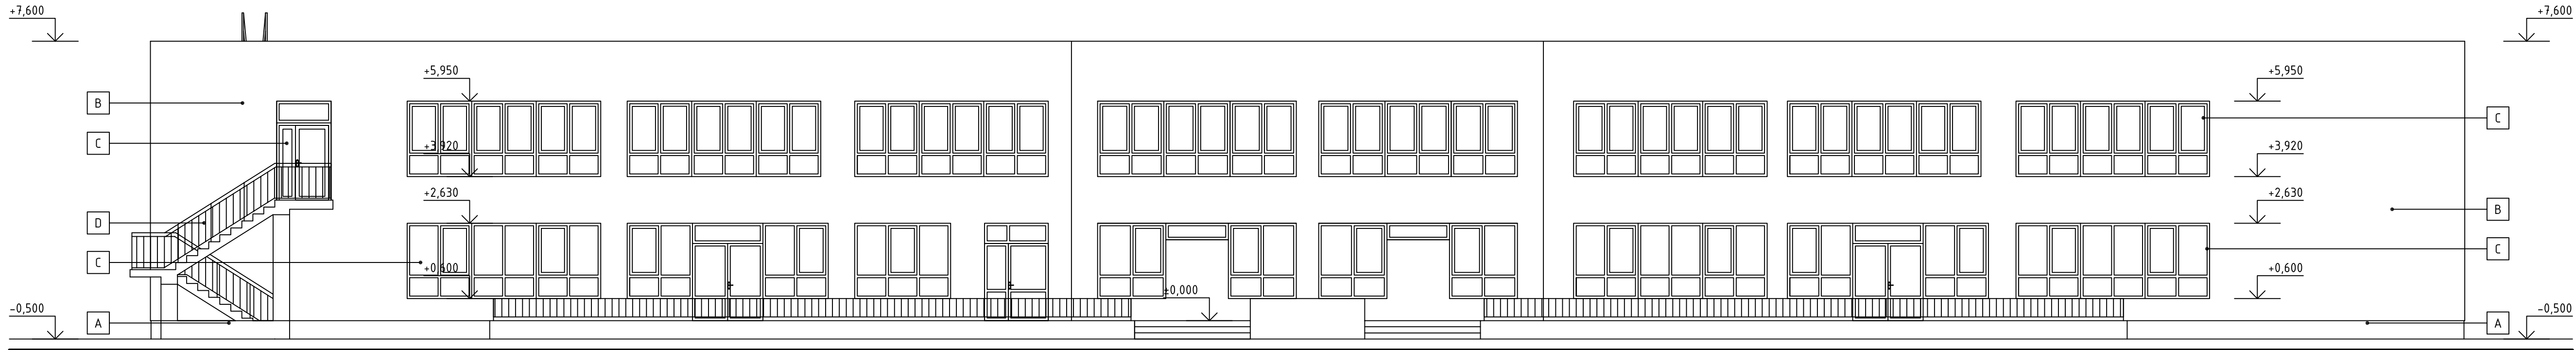 +7,600
+7,600
+5,950
+5,950
B
C
C
+3,920
+3,920
+2,630
+2,630
D
B
C
C
+0,600
+0,600
±0,000
-0,500
-0,500
A
A